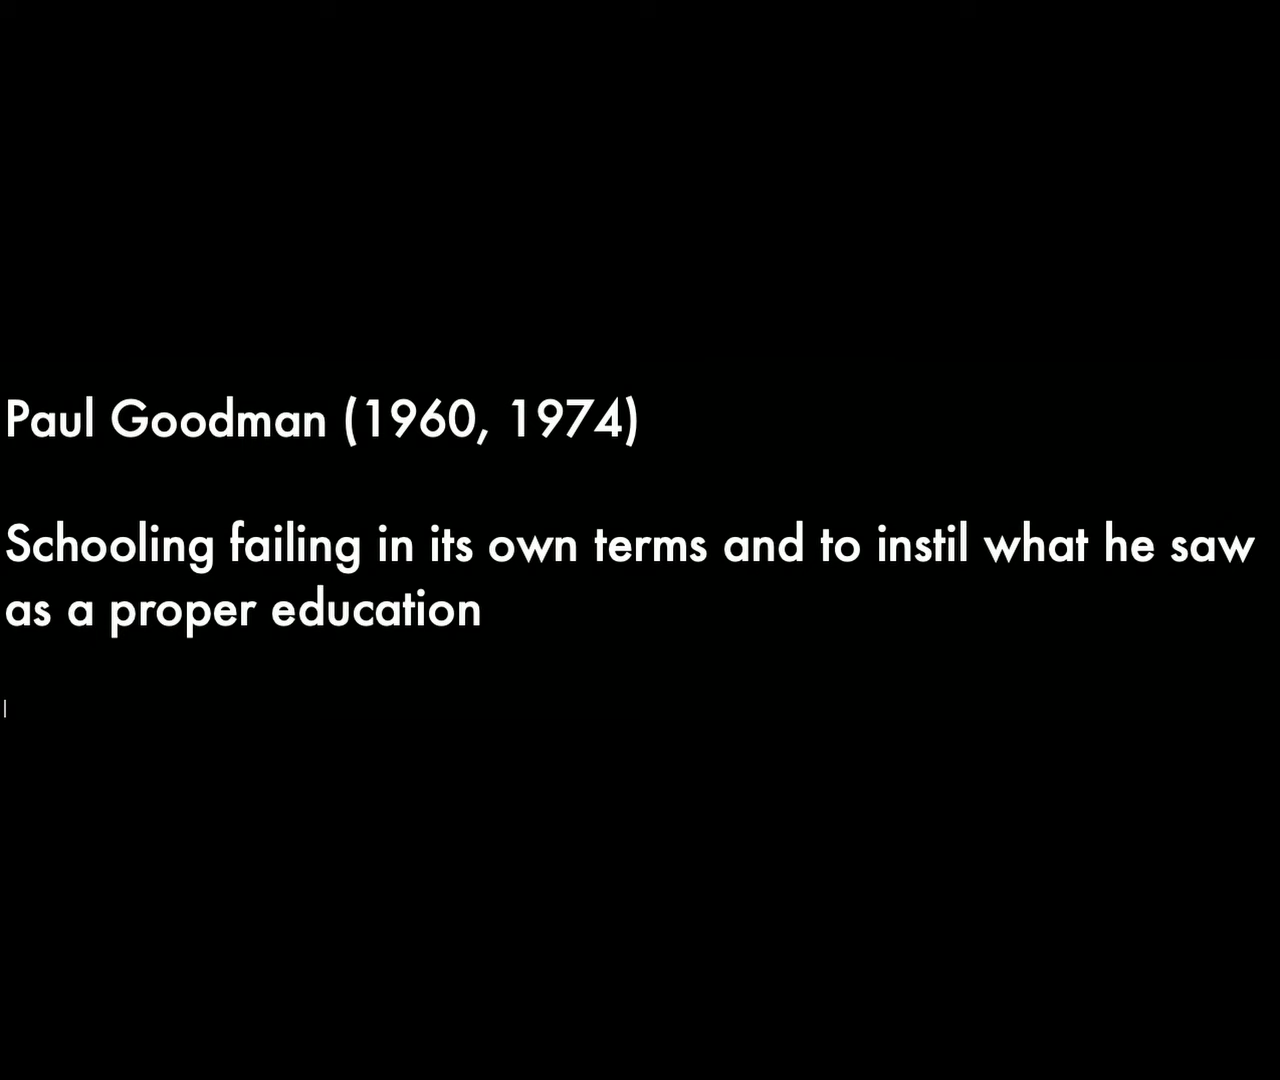 Paul Goodman (1960, 1974)
Schooling failing in its own terms and to instil what he saw
as a proper education